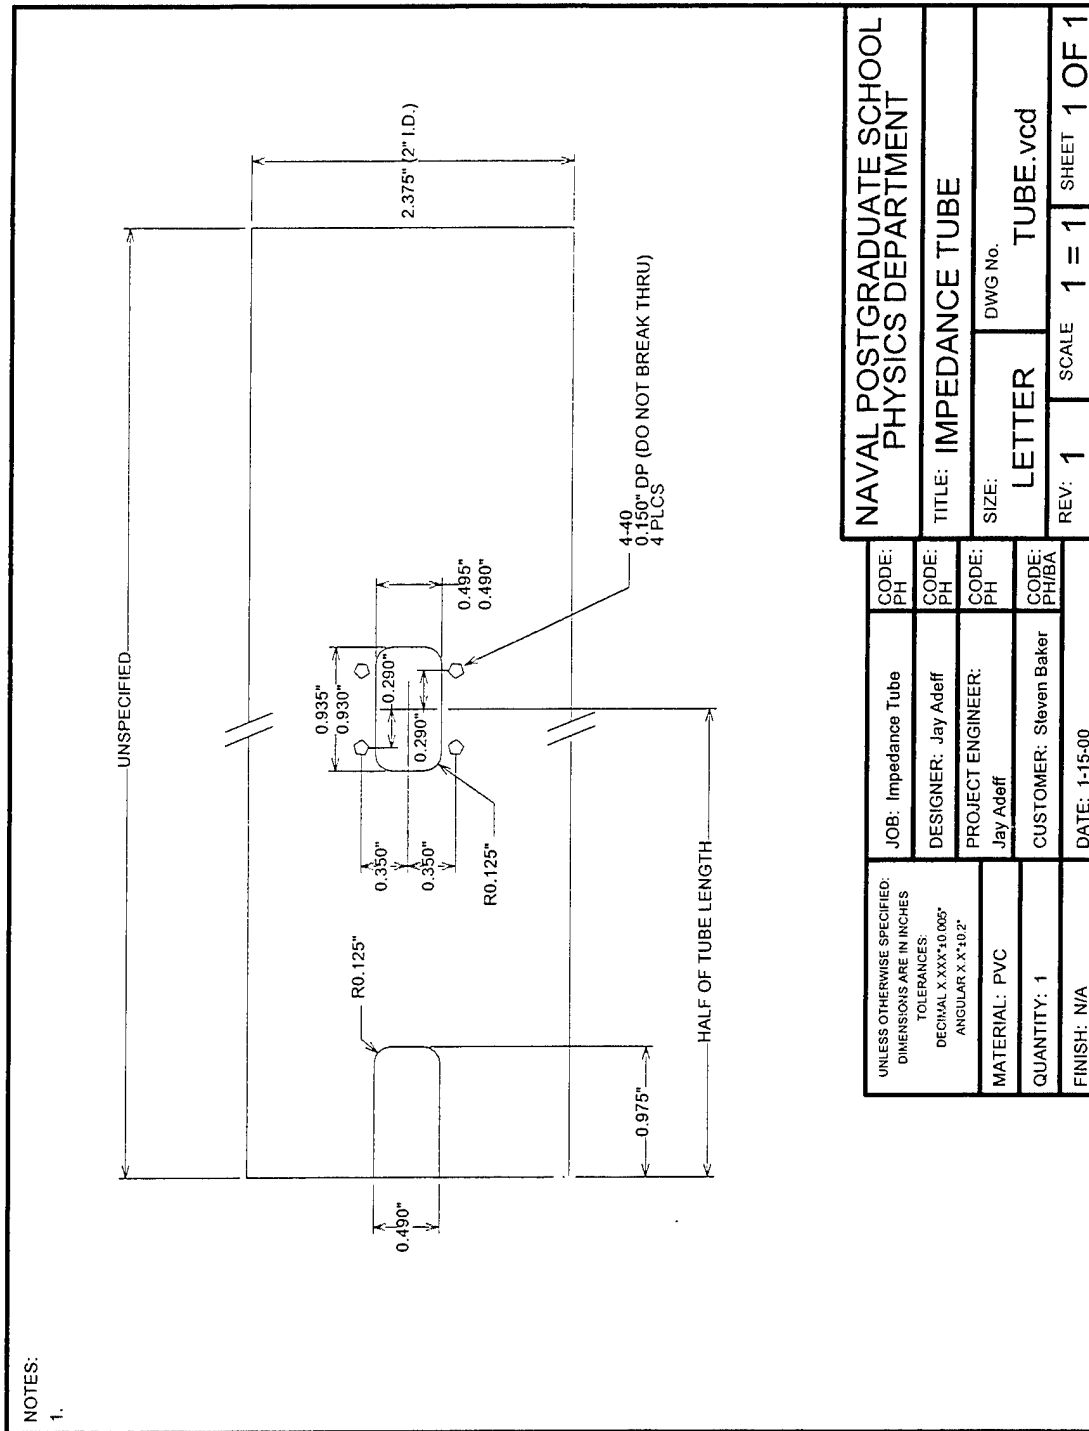 NOTES:
1.
UNSPECIFIED
2.375" (2" I.D.)
0.935"
0.930"
0.290"
0.290"
0.495"
0.490"
4-40
0.150" DP (DO NOT BREAK THRU)
4 PLCS
0.350"
0.350"
R0.125"
R0.125"
0.490"
0.975"
HALF OF TUBE LENGTH
UNLESS OTHERWISE SPECIFIED:
DIMENSIONS ARE IN INCHES
TOLERANCES:
DECIMAL X.XXX"±0.005"
ANGULAR X.X°±0.2°
MATERIAL: PVC
QUANTITY: 1
FINISH: N/A
JOB: Impedance Tube
CODE:
PH
DESIGNER: Jay Adeff
CODE:
PH
PROJECT ENGINEER:
Jay Adeff
CODE:
PH
CUSTOMER: Steven Baker
CODE:
PH/BA
DATE: 1-15-00
NAVAL POSTGRADUATE SCHOOL
PHYSICS DEPARTMENT
TITLE: IMPEDANCE TUBE
SIZE:
LETTER
DWG No.
TUBE.vcd
REV: 1
SCALE 1 = 1
SHEET 1 OF 1